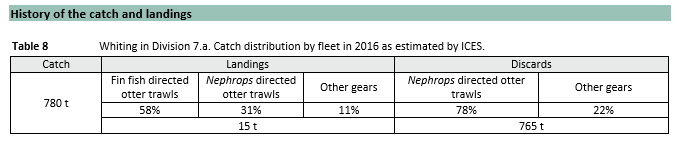 History of the catch and landings
Table 8 Whiting in Division 7.a. Catch distribution by fleet in 2016 as estimated by ICES.
Catch Landings Discards
Fin fish directed Nephrops directed Other gears Nephrops directed otter Other gears
otter trawls otter trawls trawls
780 t 58% 31% 11% 78% 22%
15 t 765 t